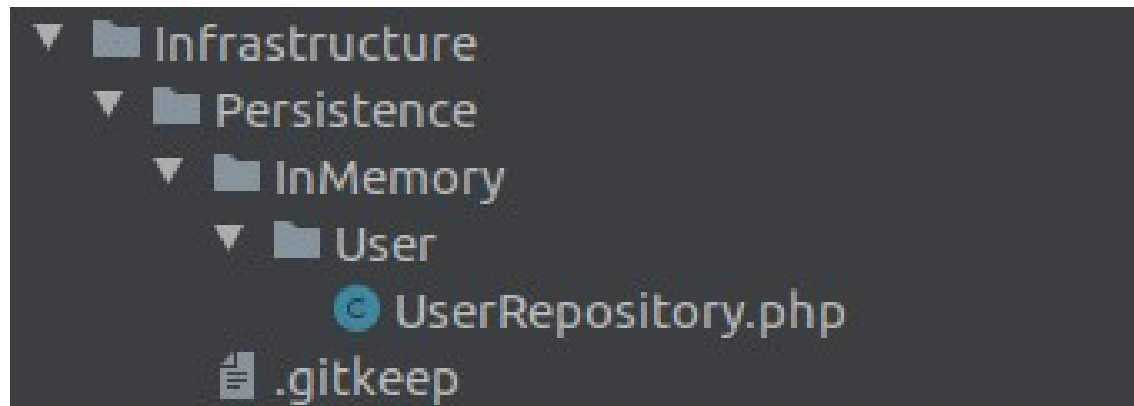 Infrastructure
Persistence
InMemory
User
UserRepository.php
.gitkeep